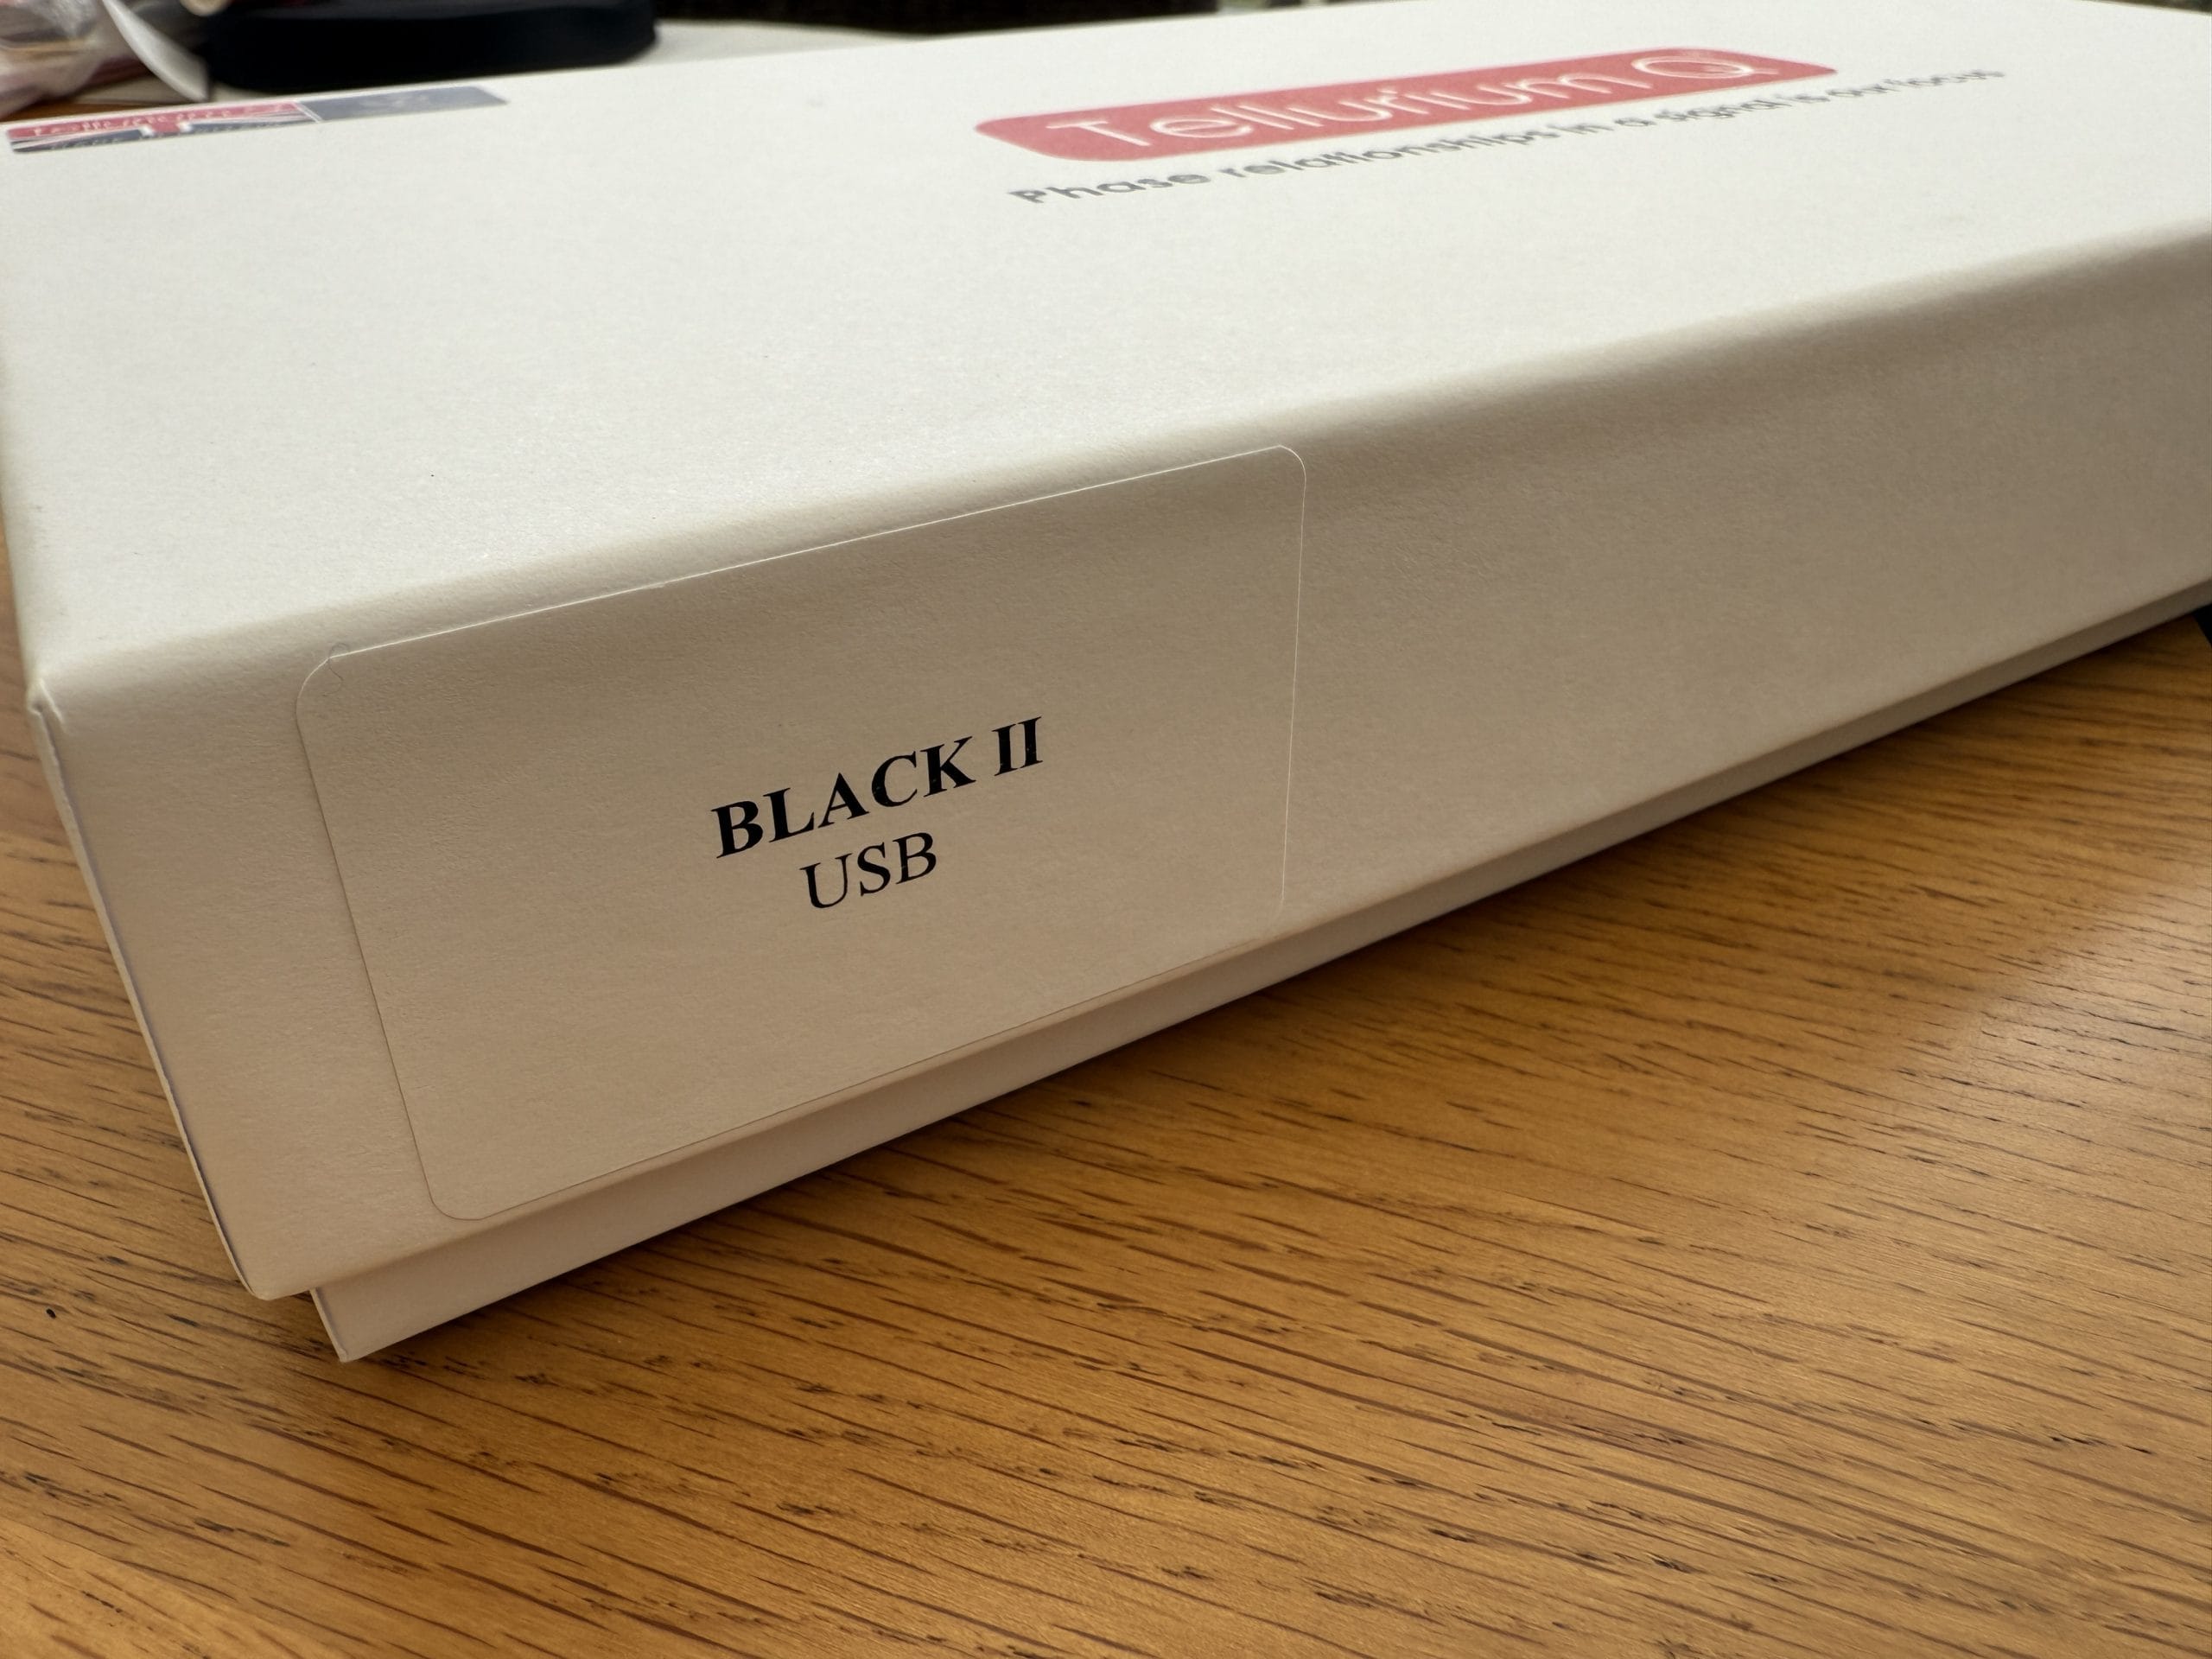 Tellurium Q
Phase relationships in a signal is our focus
BLACK II
USB